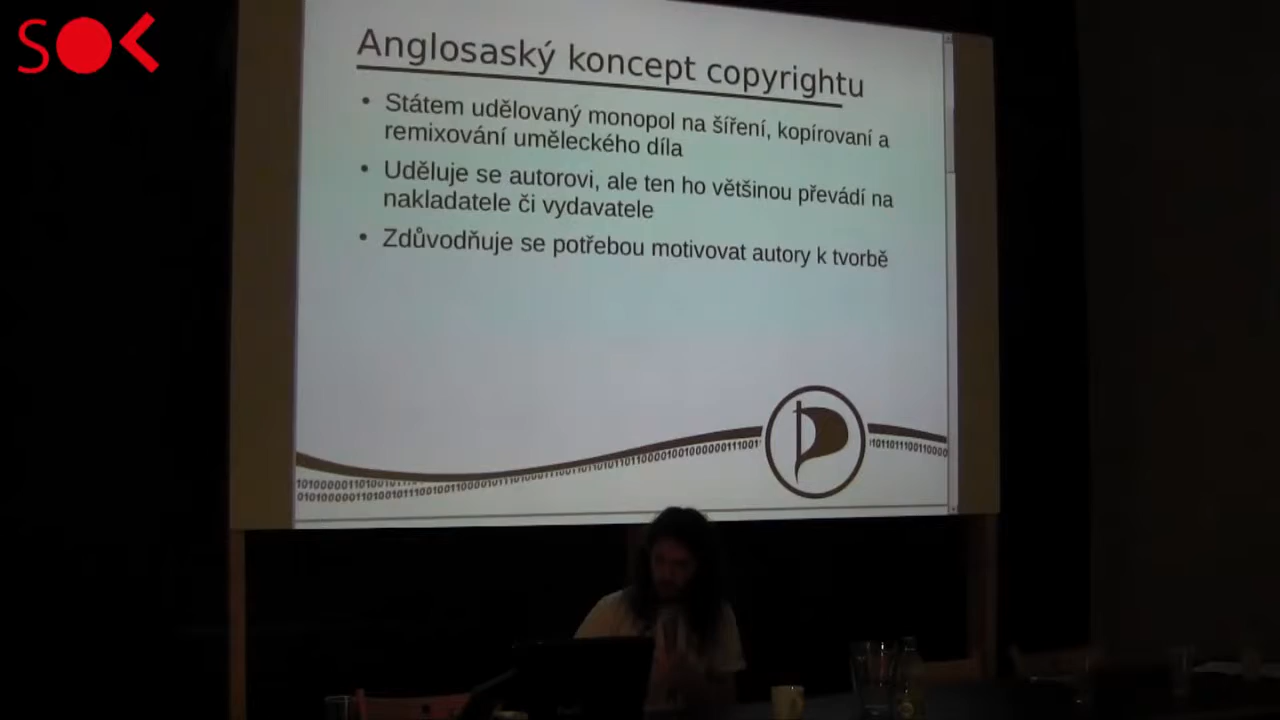 SOK
Anglosaský koncept copyrightu
• Státem udělovaný monopol na šíření, kopírovaní a
remixování uměleckého díla
• Uděluje se autorovi, ale ten ho většinou převádí na
nakladatele či vydavatele
• Zdůvodňuje se potřebou motivovat autory k tvorbě